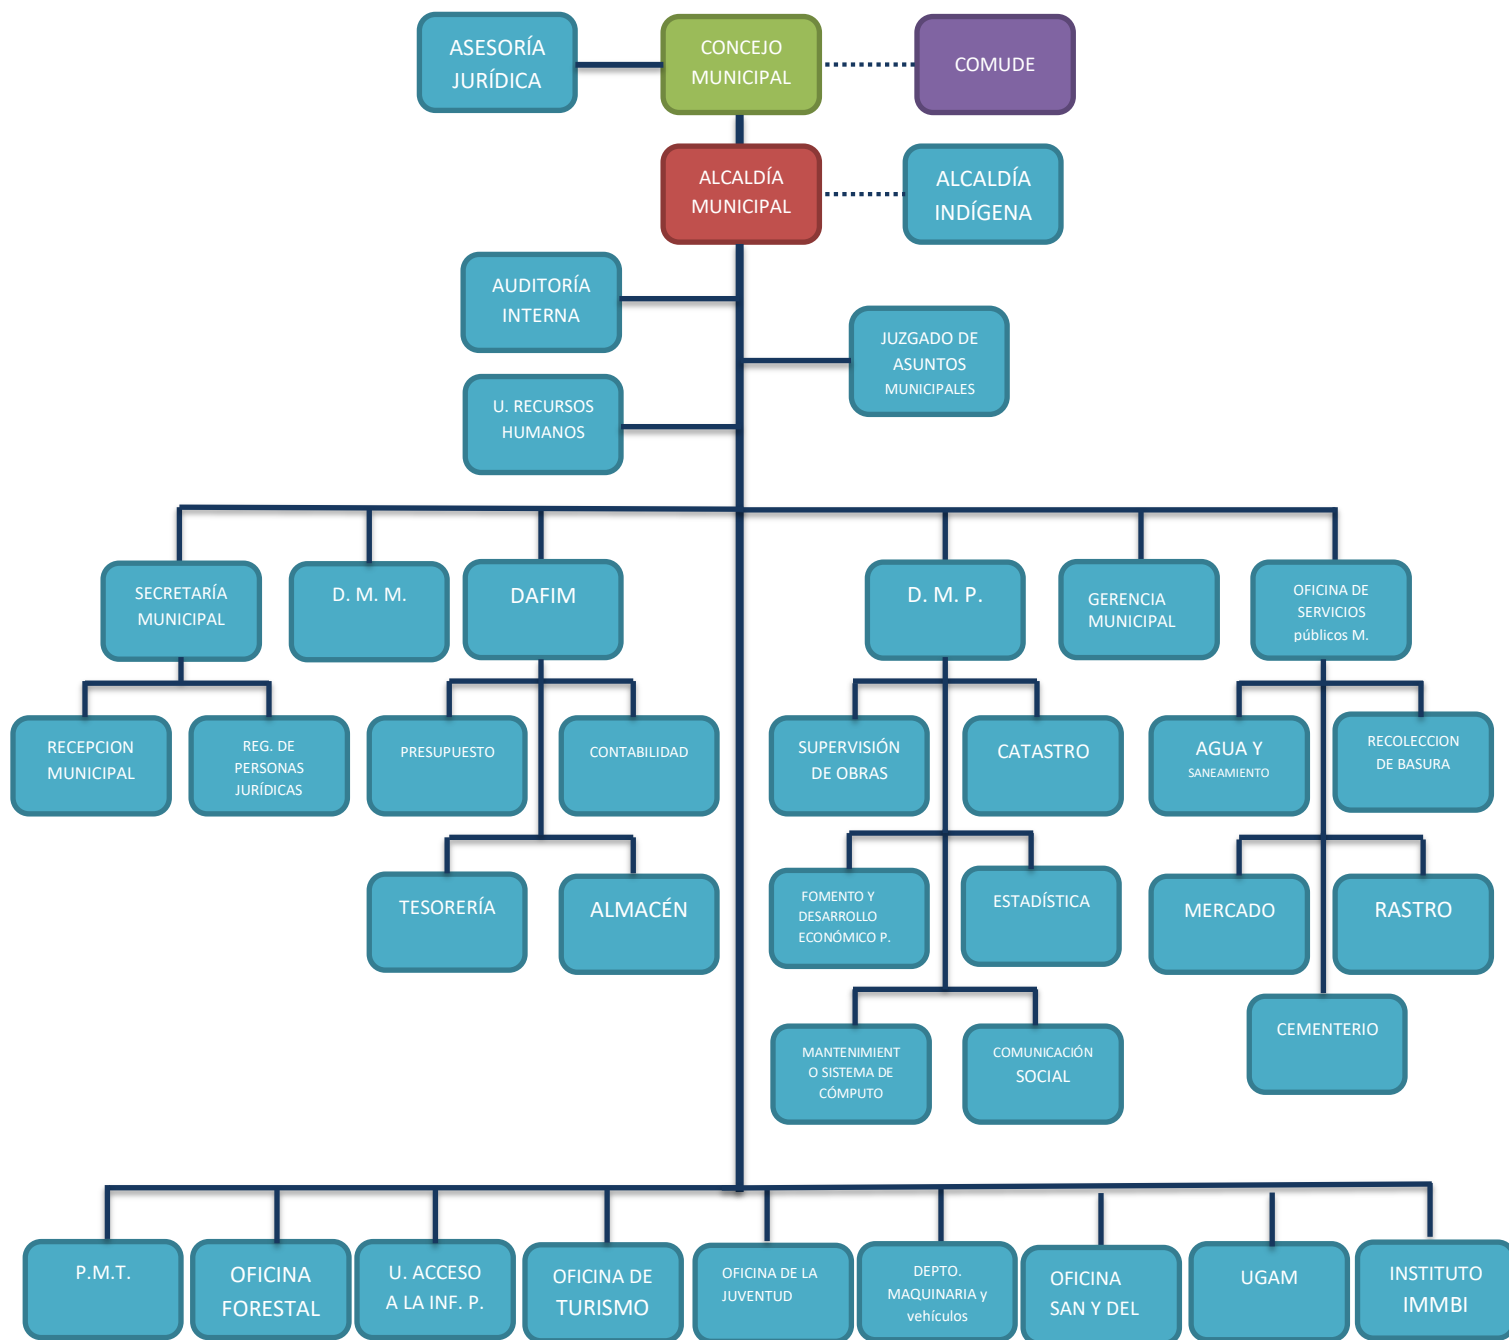 ASESORÍA
JURÍDICA
CONCEJO
MUNICIPAL
COMUDE
ALCALDÍA
MUNICIPAL
ALCALDÍA
INDÍGENA
AUDITORÍA
INTERNA
JUZGADO DE
ASUNTOS
MUNICIPALES
U. RECURSOS
HUMANOS
SECRETARÍA
MUNICIPAL
D. M. M.
DAFIM
D. M. P.
GERENCIA
MUNICIPAL
OFICINA DE
SERVICIOS
públicos M.
RECEPCION
MUNICIPAL
REG. DE
PERSONAS
JURÍDICAS
PRESUPUESTO
CONTABILIDAD
SUPERVISIÓN
DE OBRAS
CATASTRO
AGUA Y
SANEAMIENTO
RECOLECCION
DE BASURA
TESORERÍA
ALMACÉN
FOMENTO Y
DESARROLLO
ECONÓMICO P.
ESTADÍSTICA
MERCADO
RASTRO
MANTENIMIENT
O SISTEMA DE
CÓMPUTO
COMUNICACIÓN
SOCIAL
CEMENTERIO
P.M.T.
OFICINA
FORESTAL
U. ACCESO
A LA INF. P.
OFICINA DE
TURISMO
OFICINA DE LA
JUVENTUD
DEPTO.
MAQUINARIA y
vehículos
OFICINA
SAN Y DEL
UGAM
INSTITUTO
IMMBI